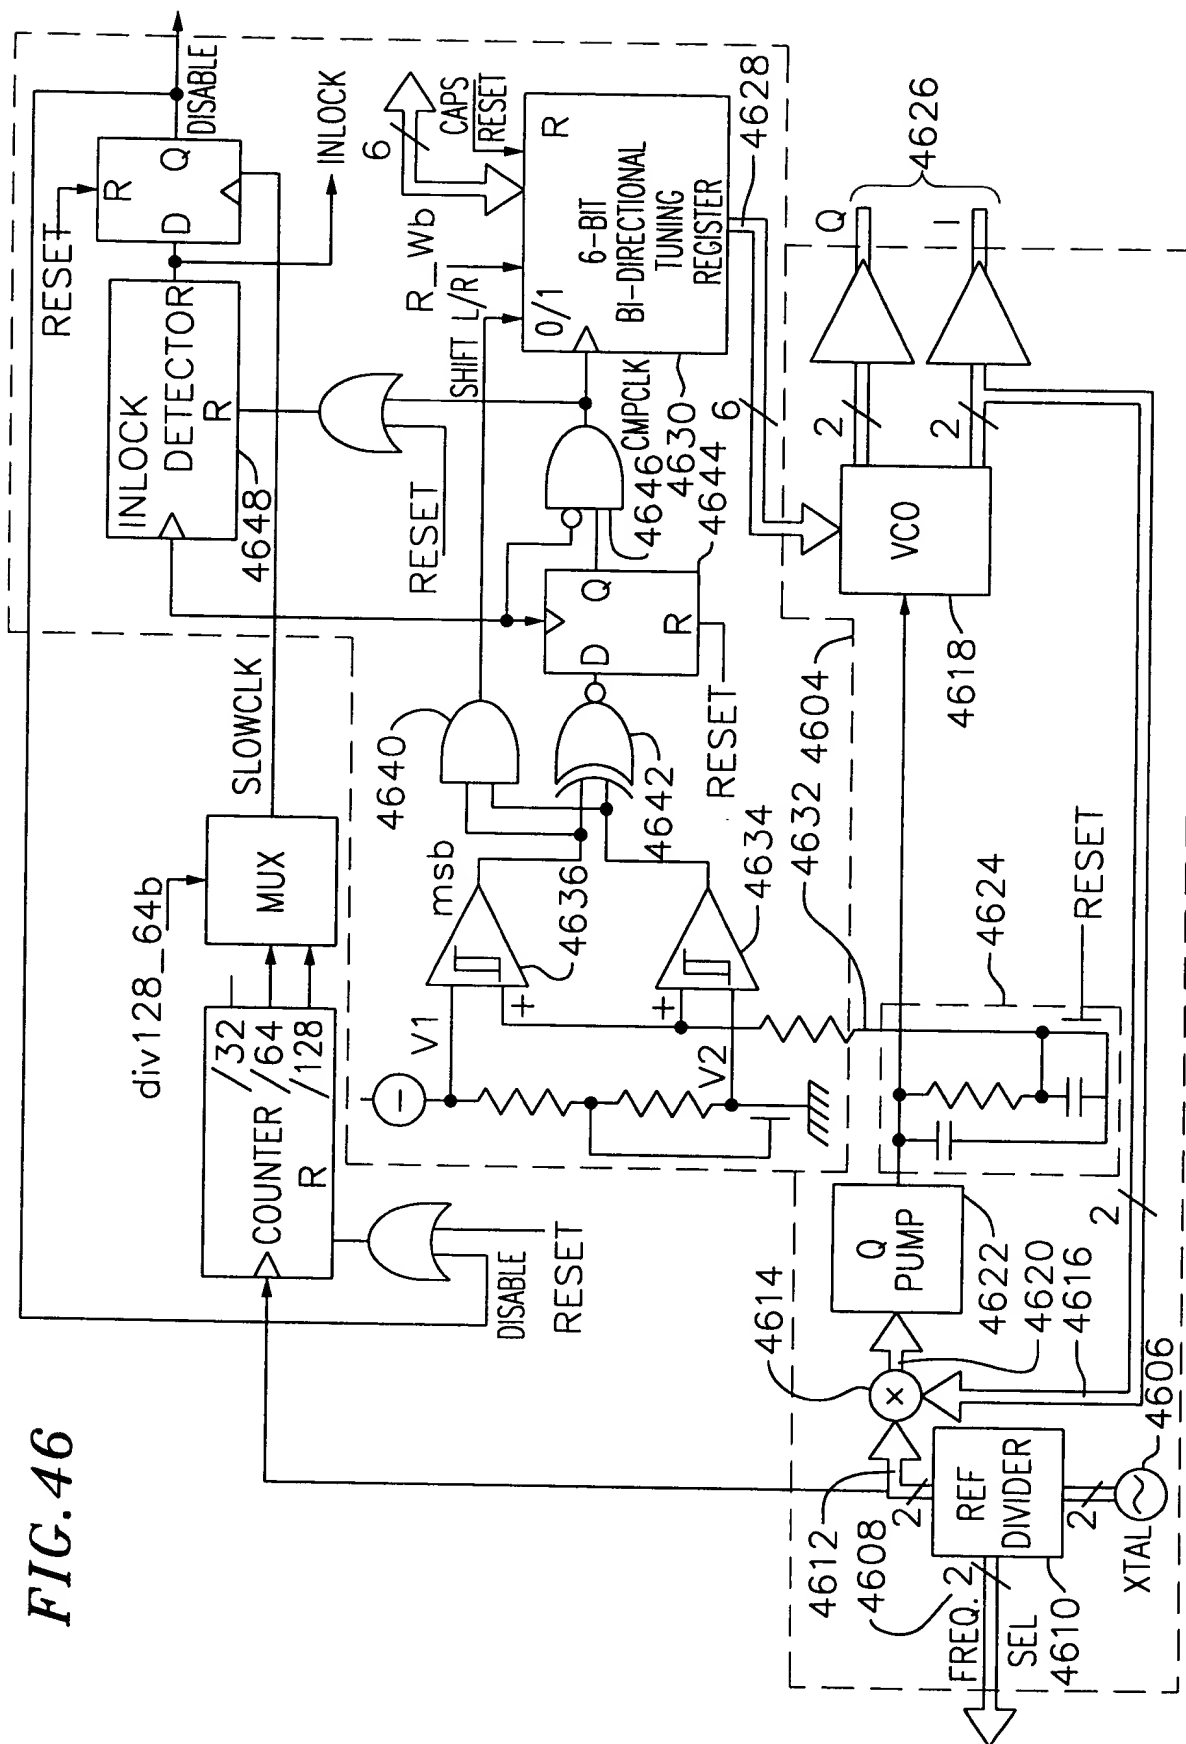 FIG. 46
RESET
R
D
Q
DISABLE
INLOCK
DETECTOR
R
4648
INLOCK
RESET
SLOWCLK
div128_64b
MUX
COUNTER
/32
/64
/128
R
DISABLE
RESET
6
CAPS
RESET
R_Wb
SHIFT L/R
0/1
R
6-BIT
BI-DIRECTIONAL
TUNING
REGISTER
4628
CMPCLK
4630
4646
4644
6
D
Q
R
RESET
4640
4642
msb
4636
4634
V1
+
+
V2
4632
4604
Q
I
4626
2
2
VCO
4618
4624
RESET
Q
PUMP
4622
4620
4616
2
4614
X
4612
4608
2
REF
DIVIDER
2
FREQ.
SEL
2
4610
XTAL
4606